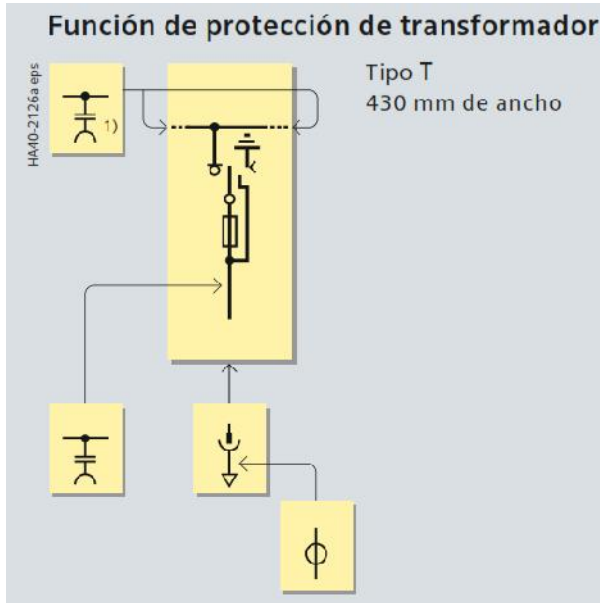 Función de protección de transformador
Tipo T
430 mm de ancho
HA40-2126a eps
1)